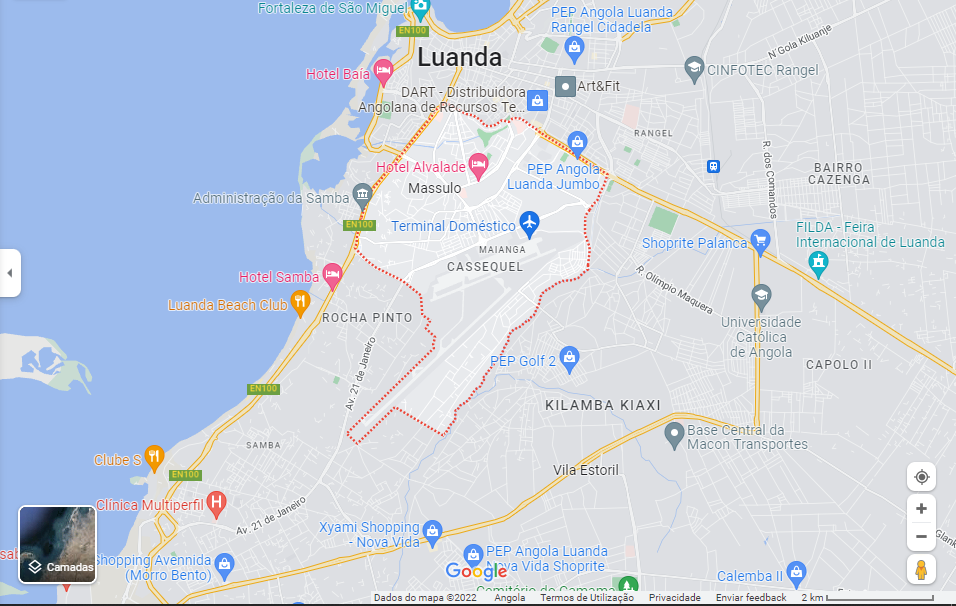 Fortaleza de São Miguel
PEP Angola Luanda
Rangel Cidadela
EN100
N'Gola Kiluanje
Luanda
Hotel Baía
CINFOTEC Rangel
DART - Distribuidora
Angolana de Recursos Te...
Art&Fit
RANGEL
R. dos Comandos
Hotel Alvalade
PEP Angola
Luanda Jumbo
BAIRRO
CAZENGA
Massulo
Administração da Samba
EN100
Terminal Doméstico
FILDA - Feira
Internacional de Luanda
Shoprite Palanca
MAIANGA
CASSEQUEL
Hotel Samba
R. Olímpio Maquera
Luanda Beach Club
ROCHA PINTO
Universidade
Católica
de Angola
Av. 21 de Janeiro
PEP Golf 2
CAPOLO II
EN100
KILAMBA KIAXI
Base Central da
Macon Transportes
SAMBA
Clube S
Vila Estoril
EN100
Clínica Multiperfil
Av. 21 de Janeiro
Xyami Shopping
- Nova Vida
PEP Angola Luanda
Nova Vida Shoprite
Shopping Avennida
(Morro Bento)
Camadas
Google
Calemba II
Cemitério do Camama
Dados do mapa ©2022 Angola Termos de Utilização Privacidade Enviar feedback 2 km